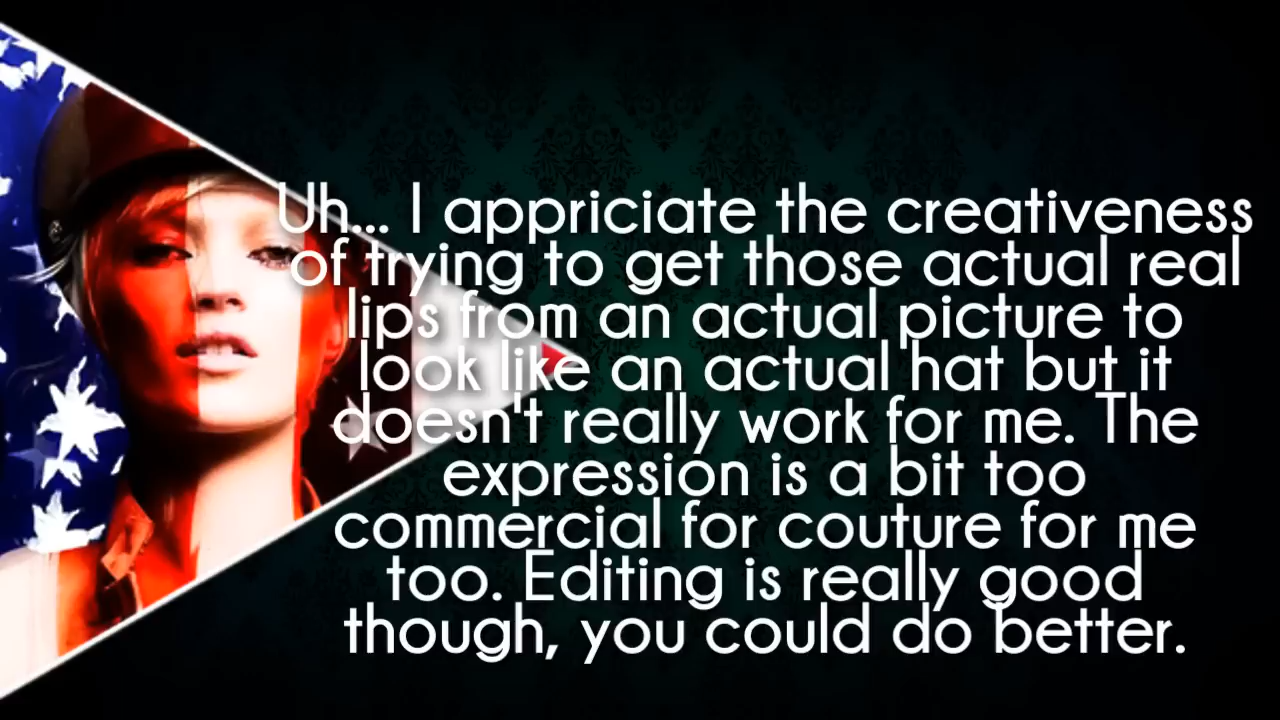 Uh... I appriciate the creativeness
of trying to get those actual real
lips from an actual picture to
look like an actual hat but it
doesn't really work for me. The
expression is a bit too
commercial for couture for me
too. Editing is really good
though, you could do better.